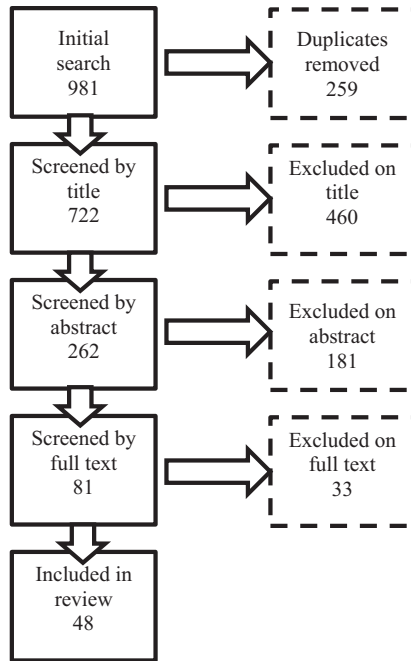 Initial
search
981
Duplicates
removed
259
Screened by
title
722
Excluded on
title
460
Screened by
abstract
262
Excluded on
abstract
181
Screened by
full text
81
Excluded on
full text
33
Included in
review
48